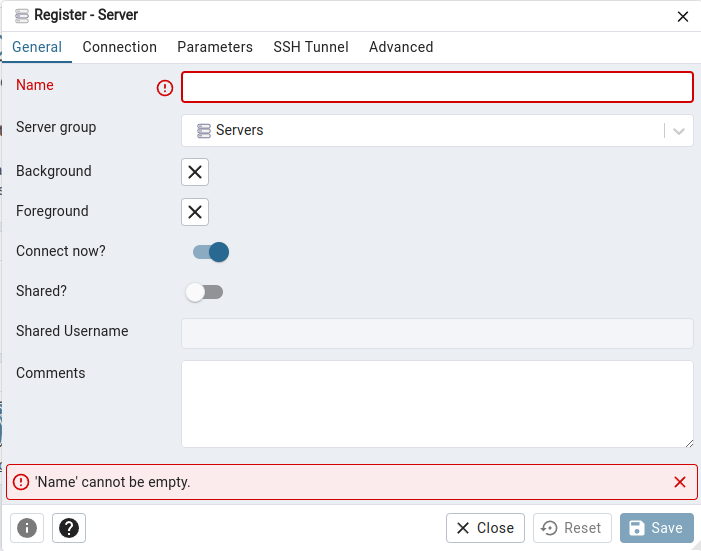 Register - Server
General Connection Parameters SSH Tunnel Advanced
Name
Server group Servers
Background
Foreground
Connect now?
Shared?
Shared Username
Comments
'Name' cannot be empty.
Close Reset Save